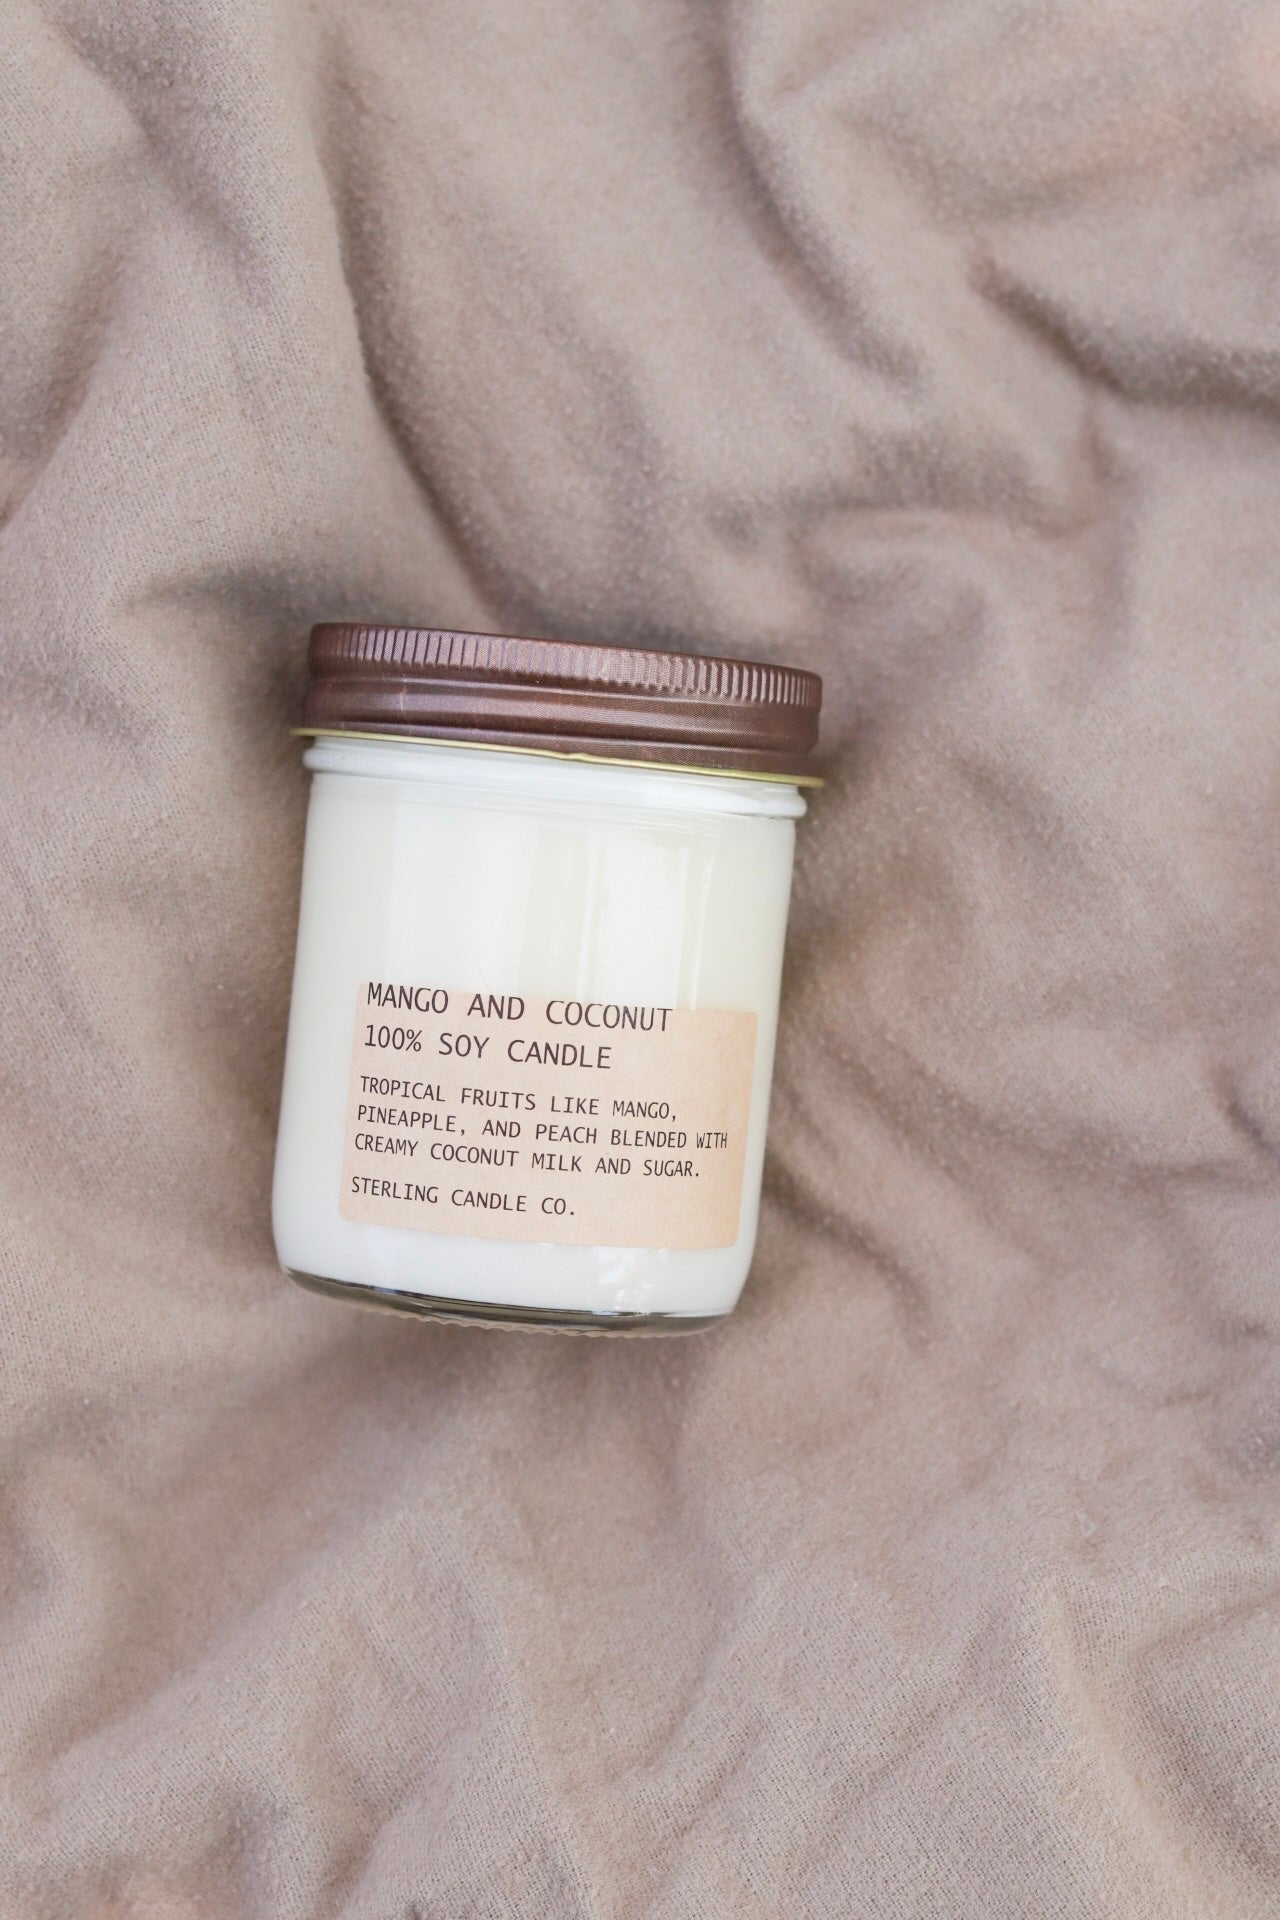 MANGO AND COCONUT
100% SOY CANDLE
TROPICAL FRUITS LIKE MANGO,
PINEAPPLE, AND PEACH BLENDED WITH
CREAMY COCONUT MILK AND SUGAR.
STERLING CANDLE CO.